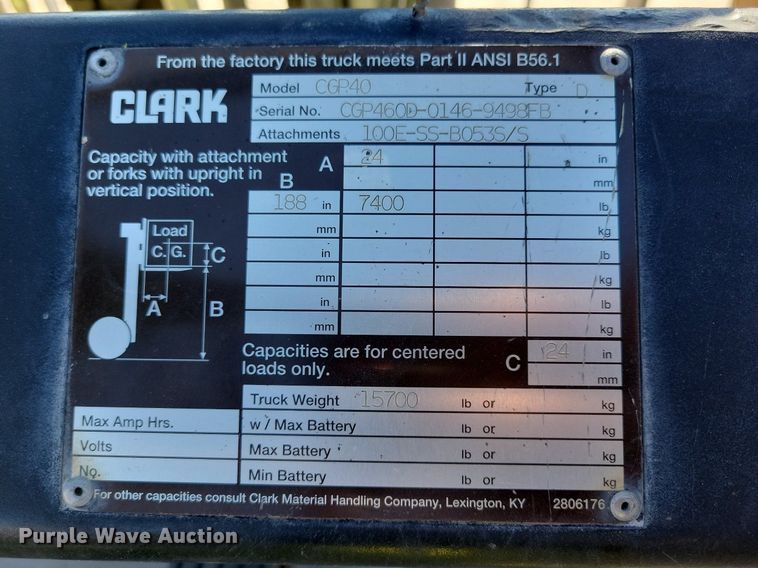 From the factory this truck meets Part II ANSI B56.1
CLARK
Model CGP40 Type D
Serial No. CGP460D-0146-9498FB
Attachments 100E-SS-B053S/S
Capacity with attachment
or forks with upright in
vertical position.
A 24 in
mm
B
188 in 7400 lb
mm kg
in lb
mm kg
in lb
mm kg
Load
C. G. C
A B
Capacities are for centered
loads only.
C 24 in
mm
Truck Weight 15700 lb or kg
Max Amp Hrs. w / Max Battery lb or kg
Volts Max Battery lb or kg
No. Min Battery lb or kg
For other capacities consult Clark Material Handling Company, Lexington, KY 2806176
Purple Wave Auction